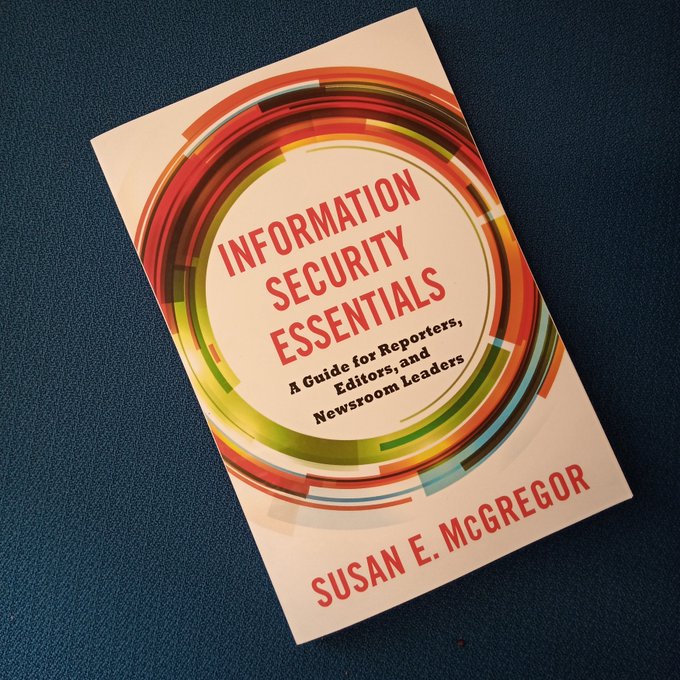 INFORMATION
SECURITY
ESSENTIALS
A Guide for Reporters,
Editors, and
Newsroom Leaders
SUSAN E. McGREGOR